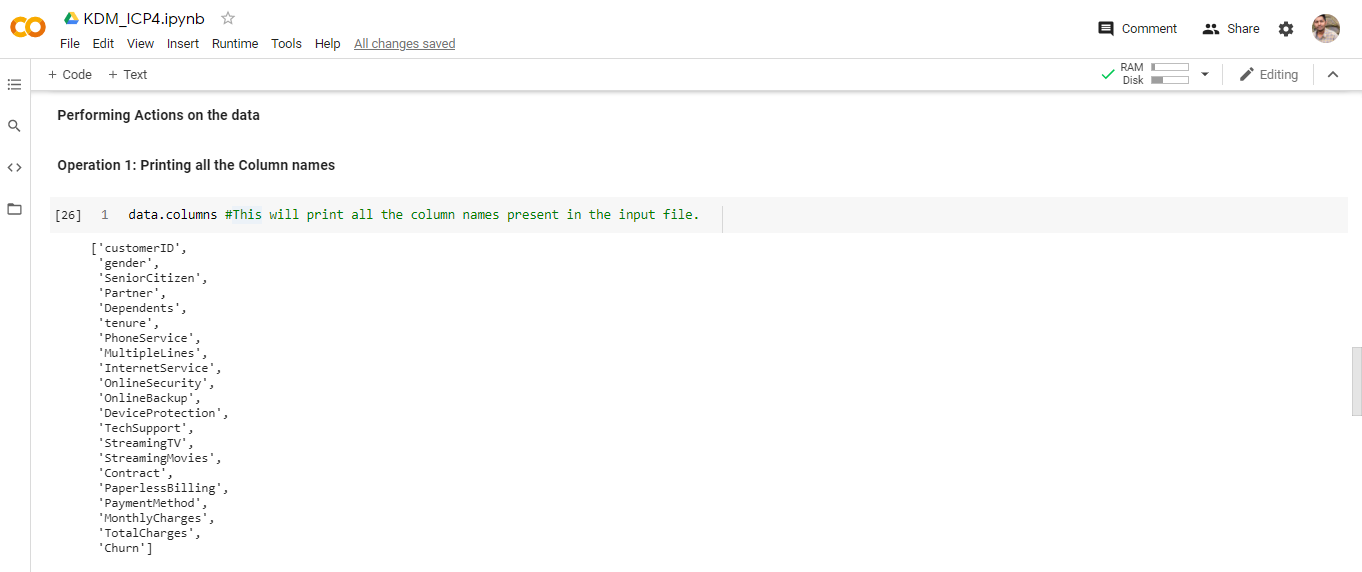 KDM_ICP4.ipynb
Comment
Share
File Edit View Insert Runtime Tools Help All changes saved
+ Code + Text
RAM
Disk
Editing
Performing Actions on the data
Operation 1: Printing all the Column names
[26] 1 data.columns #This will print all the column names present in the input file.
['customerID',
'gender',
'SeniorCitizen',
'Partner',
'Dependents',
'tenure',
'PhoneService',
'MultipleLines',
'InternetService',
'OnlineSecurity',
'OnlineBackup',
'DeviceProtection',
'TechSupport',
'StreamingTV',
'StreamingMovies',
'Contract',
'PaperlessBilling',
'PaymentMethod',
'MonthlyCharges',
'TotalCharges',
'Churn']